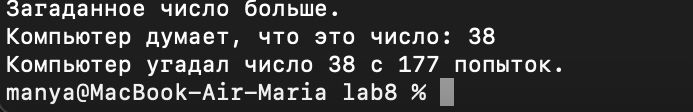 Загаданное число больше.
Компьютер думает, что это число: 38
Компьютер угадал число 38 с 177 попыток.
manya@MacBook-Air-Maria lab8 %